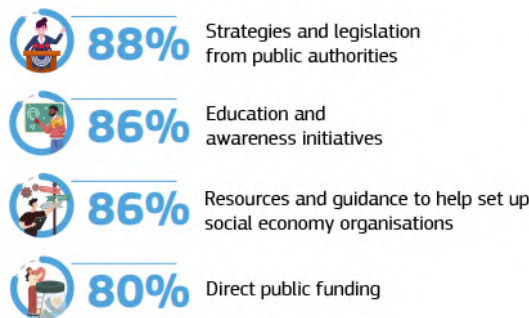 88%
Strategies and legislation
from public authorities
86%
Education and
awareness initiatives
86%
Resources and guidance to help set up
social economy organisations
80%
Direct public funding